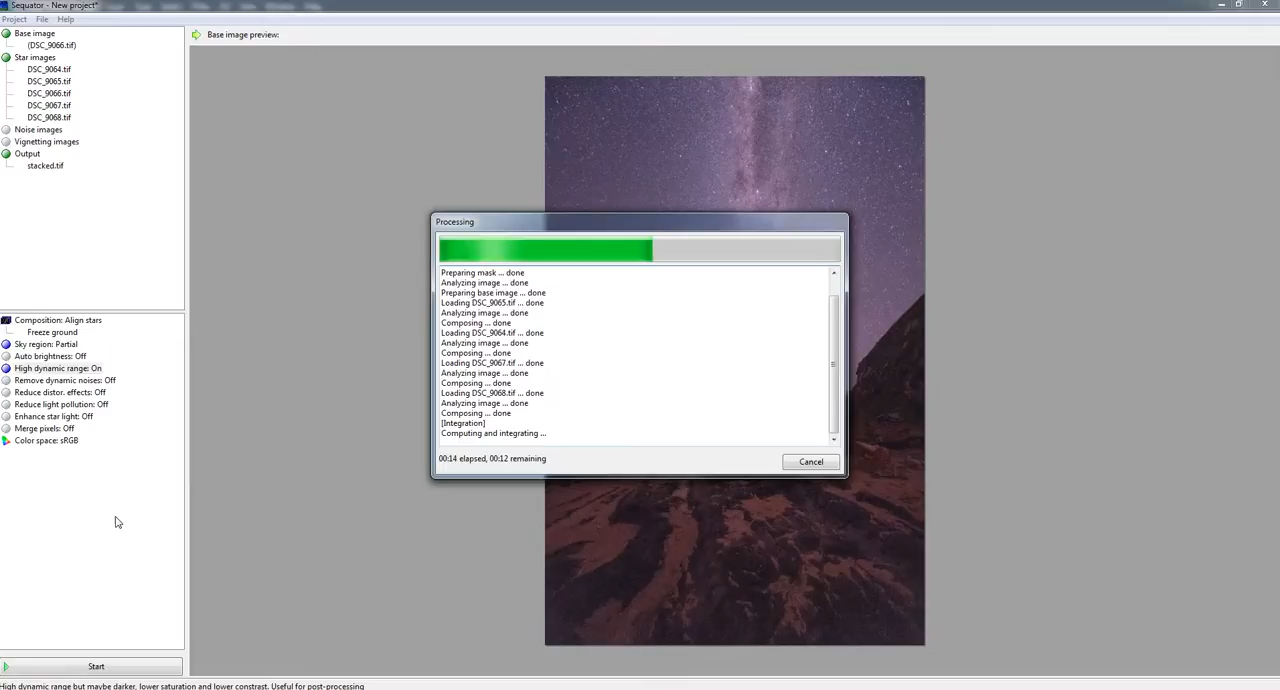 Sequator - New project*
Project File Help
Base image
(DSC_9066.tif)
Star images
DSC_9064.tif
DSC_9065.tif
DSC_9066.tif
DSC_9067.tif
DSC_9068.tif
Noise images
Vignetting images
Output
stacked.tif
Composition: Align stars
Freeze ground
Sky region: Partial
Auto brightness: Off
High dynamic range: On
Remove dynamic noises: Off
Reduce distor. effects: Off
Reduce light pollution: Off
Enhance star light: Off
Merge pixels: Off
Color space: sRGB
Start
High dynamic range but maybe darker, lower saturation and lower constrast. Useful for post-processing
Base image preview:
Processing
Preparing mask ... done
Analyzing image ... done
Preparing base image ... done
Loading DSC_9065.tif ... done
Analyzing image ... done
Composing ... done
Loading DSC_9064.tif ... done
Analyzing image ... done
Composing ... done
Loading DSC_9067.tif ... done
Analyzing image ... done
Composing ... done
Loading DSC_9068.tif ... done
Analyzing image ... done
Composing ... done
[Integration]
Computing and integrating ...
00:14 elapsed, 00:12 remaining
Cancel